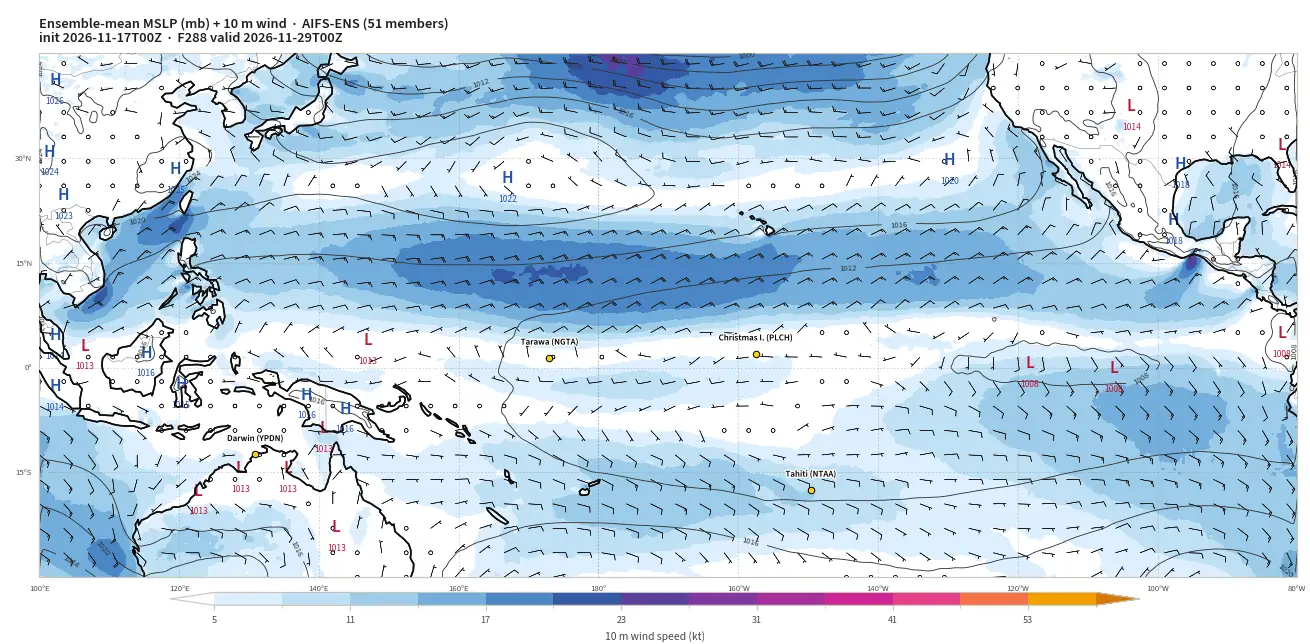 Ensemble-mean MSLP (mb) + 10 m wind · AIFS-ENS (51 members)
init 2026-11-17T00Z · F288 valid 2026-11-29T00Z
1012
H
1026
L
1014
H
1024
30°N
H
H
1020
H
1018
L
H
1023
H
1022
1016
1020
1016
H
1018
15°N
1012
H
L
1013
L
1013
H
1016
Tarawa (NGTA)
Christmas I. (PLCH)
L
1008
0°
L
1008
L
H
1014
H
H
1016
1016
H
1016
L
1013
Darwin (YPDN)
15°S
L
1013
L
1013
L
1013
Tahiti (NTAA)
L
1013
1016
1016
100°E
120°E
140°E
160°E
180°
160°W
140°W
120°W
100°W
80°W
5
11
17
23
31
41
53
10 m wind speed (kt)